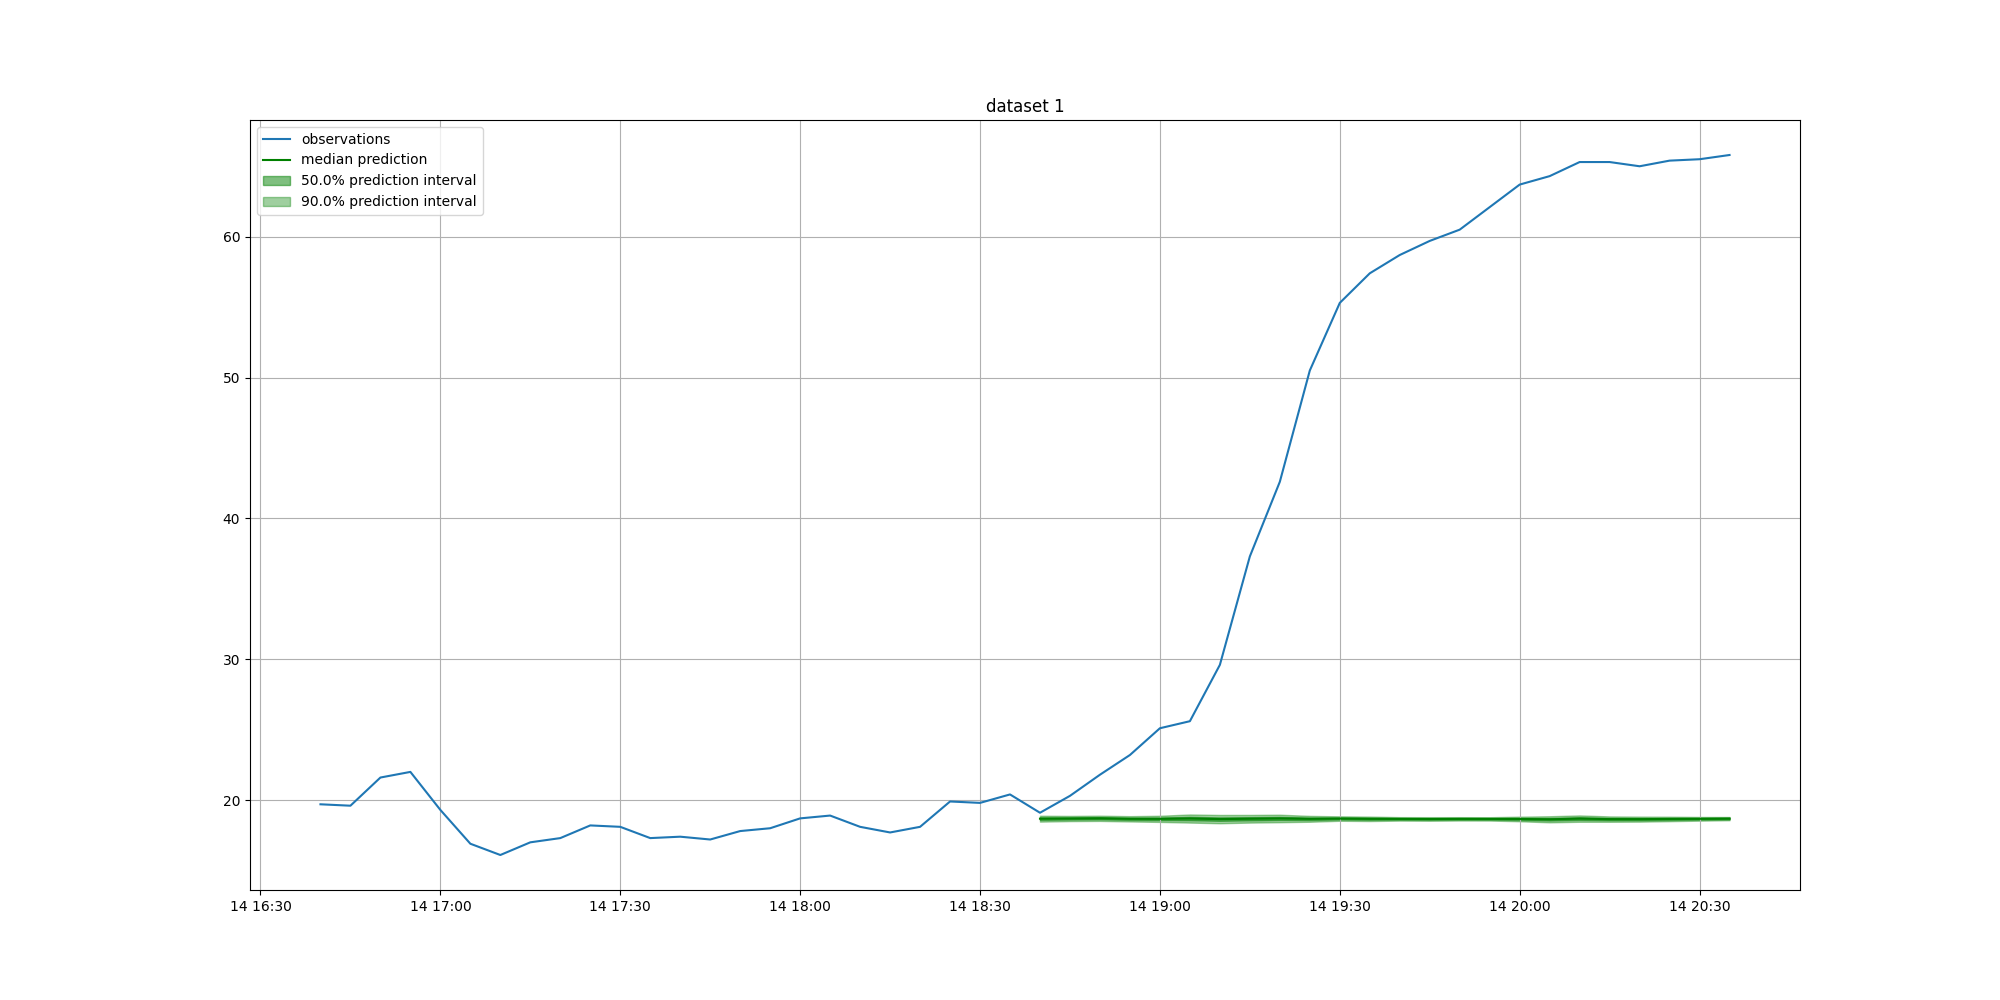 dataset 1
observations
median prediction
50.0% prediction interval
90.0% prediction interval
60
50
40
30
20
14 16:30 14 17:00 14 17:30 14 18:00 14 18:30 14 19:00 14 19:30 14 20:00 14 20:30